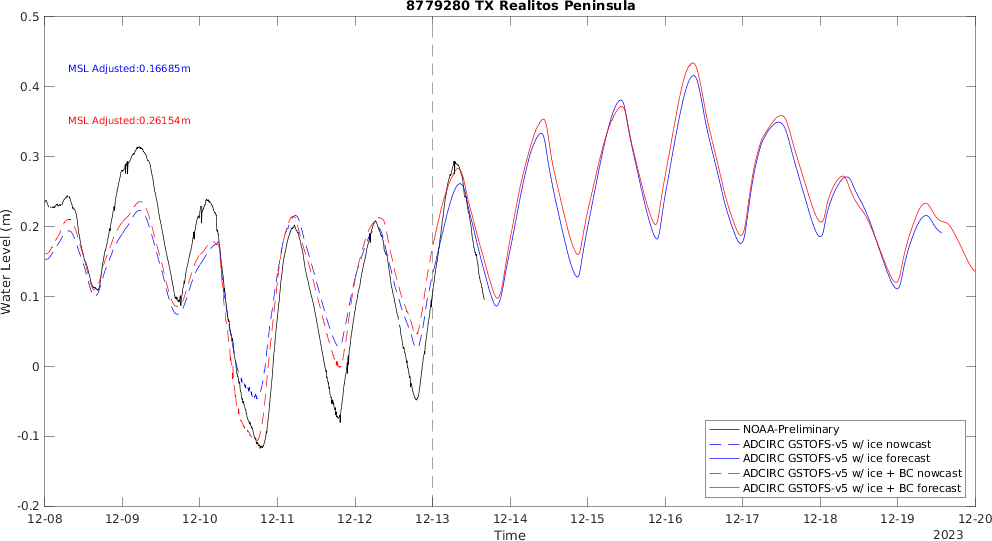 8779280 TX Realitos Peninsula
MSL Adjusted:0.16685m
MSL Adjusted:0.26154m
Water Level (m)
0.5
0.4
0.3
0.2
0.1
0
-0.1
-0.2
12-08 12-09 12-10 12-11 12-12 12-13 12-14 12-15 12-16 12-17 12-18 12-19 12-20
Time
2023
NOAA-Preliminary
ADCIRC GSTOFS-v5 w/ ice nowcast
ADCIRC GSTOFS-v5 w/ ice forecast
ADCIRC GSTOFS-v5 w/ ice + BC nowcast
ADCIRC GSTOFS-v5 w/ ice + BC forecast